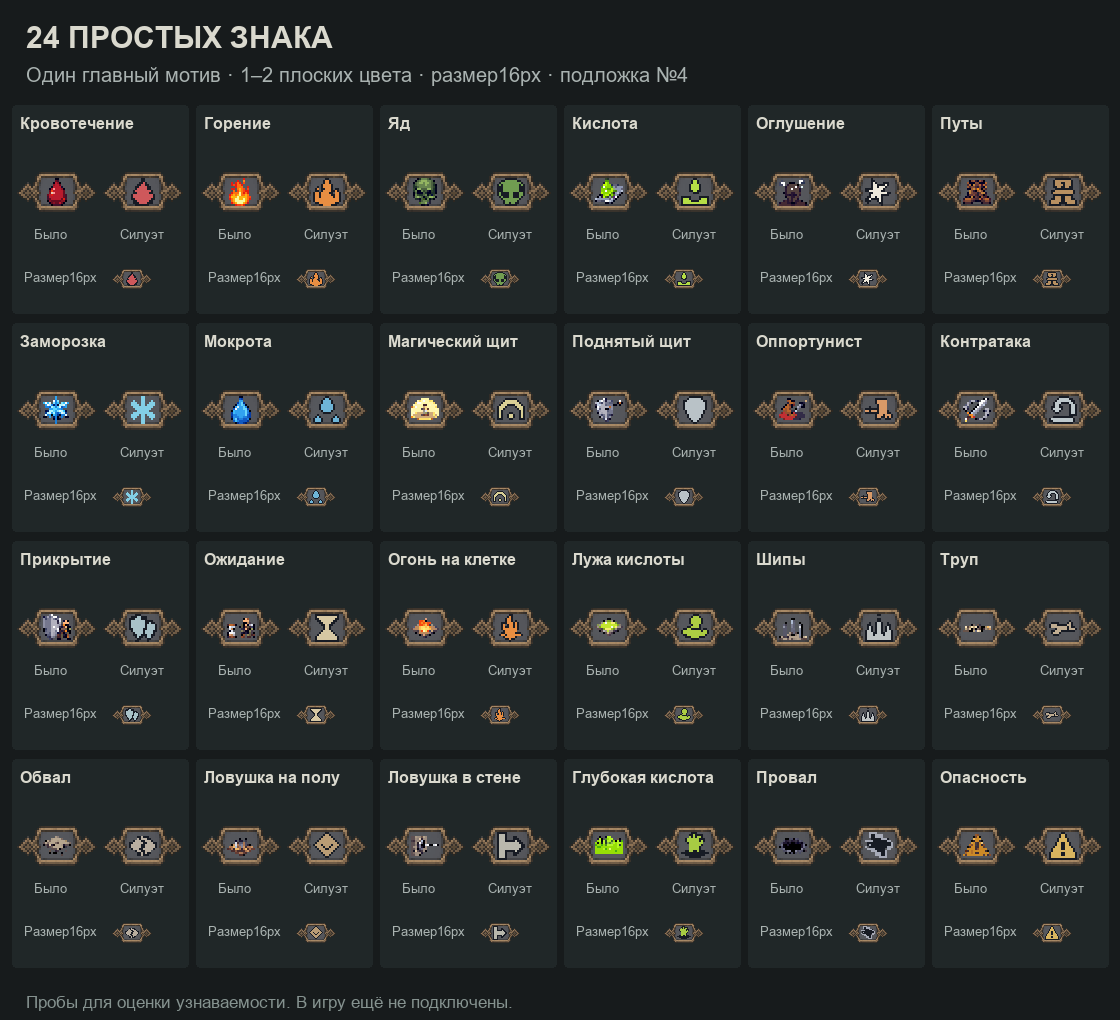 24 ПРОСТЫХ ЗНАКА
Один главный мотив · 1–2 плоских цвета · размер16px · подложка №4
Кровотечение Горение Яд Кислота Оглушение Путы
Было Силуэт Было Силуэт Было Силуэт Было Силуэт Было Силуэт Было Силуэт
Размер16px Размер16px Размер16px Размер16px Размер16px Размер16px
Заморозка Мокрота Магический щит Поднятый щит Оппортунист Контратака
Было Силуэт Было Силуэт Было Силуэт Было Силуэт Было Силуэт Было Силуэт
Размер16px Размер16px Размер16px Размер16px Размер16px Размер16px
Прикрытие Ожидание Огонь на клетке Лужа кислоты Шипы Труп
Было Силуэт Было Силуэт Было Силуэт Было Силуэт Было Силуэт Было Силуэт
Размер16px Размер16px Размер16px Размер16px Размер16px Размер16px
Обвал Ловушка на полу Ловушка в стене Глубокая кислота Провал Опасность
Было Силуэт Было Силуэт Было Силуэт Было Силуэт Было Силуэт Было Силуэт
Размер16px Размер16px Размер16px Размер16px Размер16px Размер16px
Пробы для оценки узнаваемости. В игру ещё не подключены.